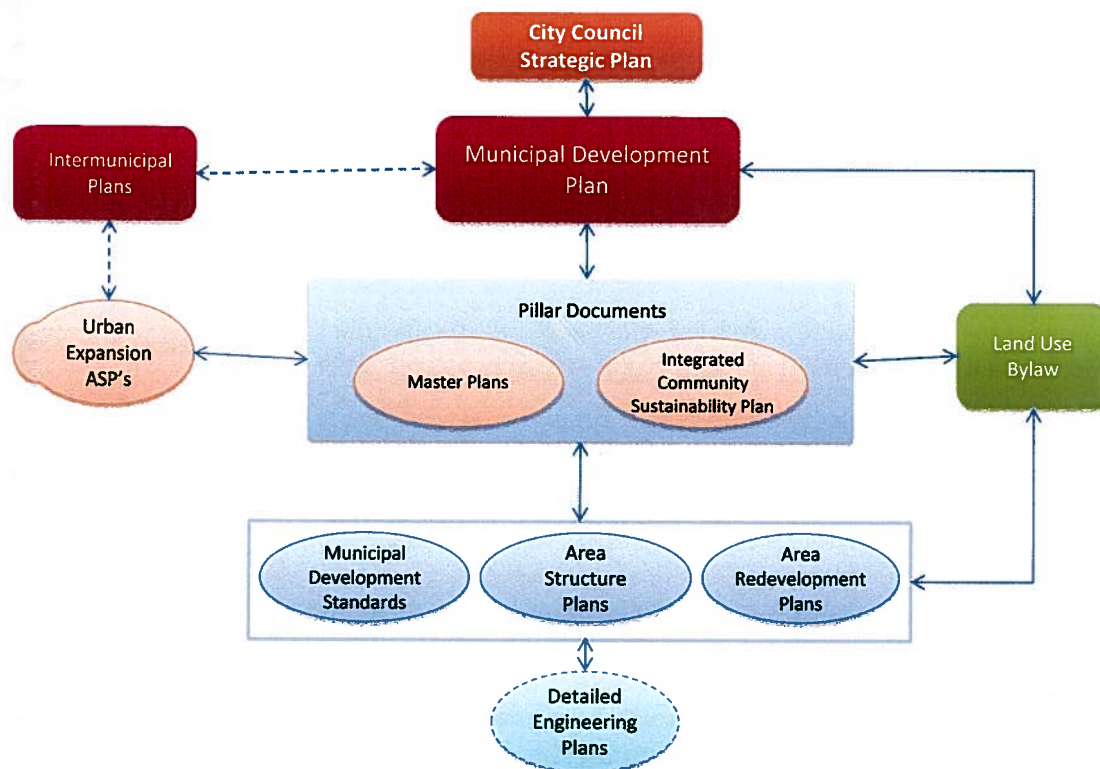 City Council
Strategic Plan
Intermunicipal
Plans
Municipal Development
Plan
Pillar Documents
Urban
Expansion
ASP's
Master Plans
Integrated
Community
Sustainability Plan
Land Use
Bylaw
Municipal
Development
Standards
Area
Structure
Plans
Area
Redevelopment
Plans
Detailed
Engineering
Plans